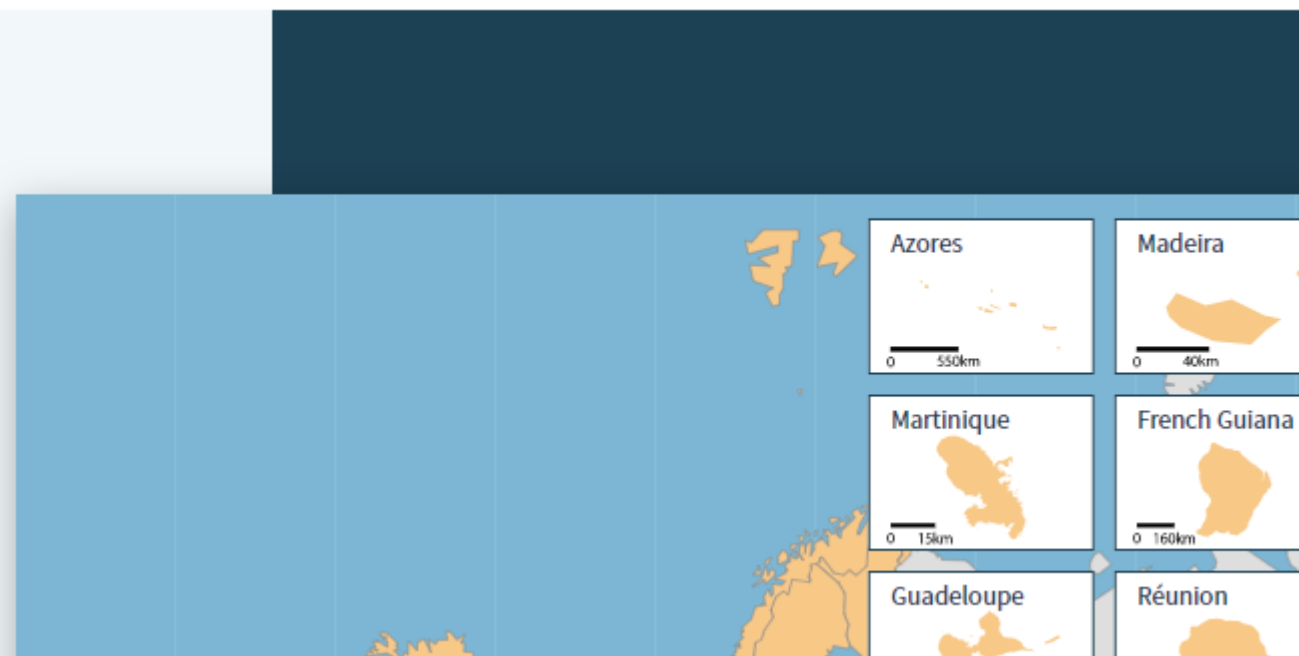 Azores
0 550km
Madeira
0 40km
Martinique
0 15km
French Guiana
0 160km
Guadeloupe
Réunion